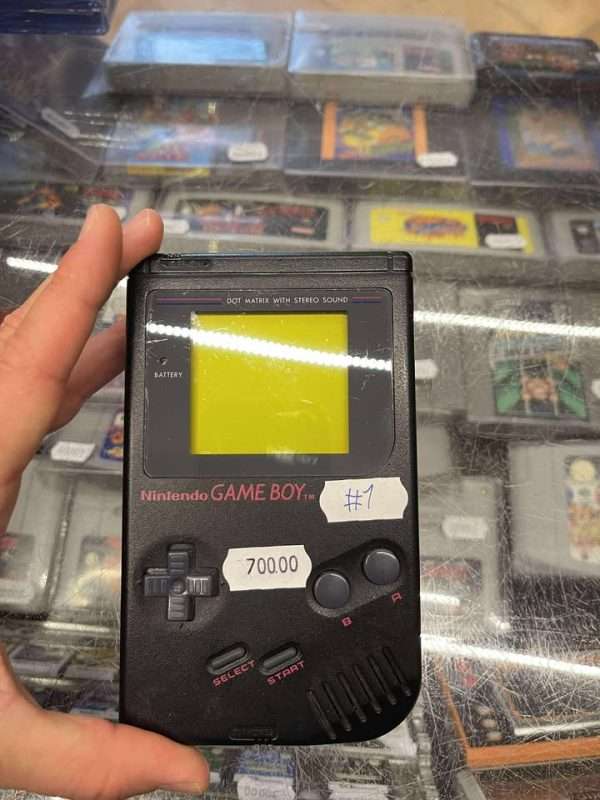 DOT MATRIX WITH STEREO SOUND
BATTERY
Nintendo GAME BOY™
#1
700.00
B
A
SELECT
START